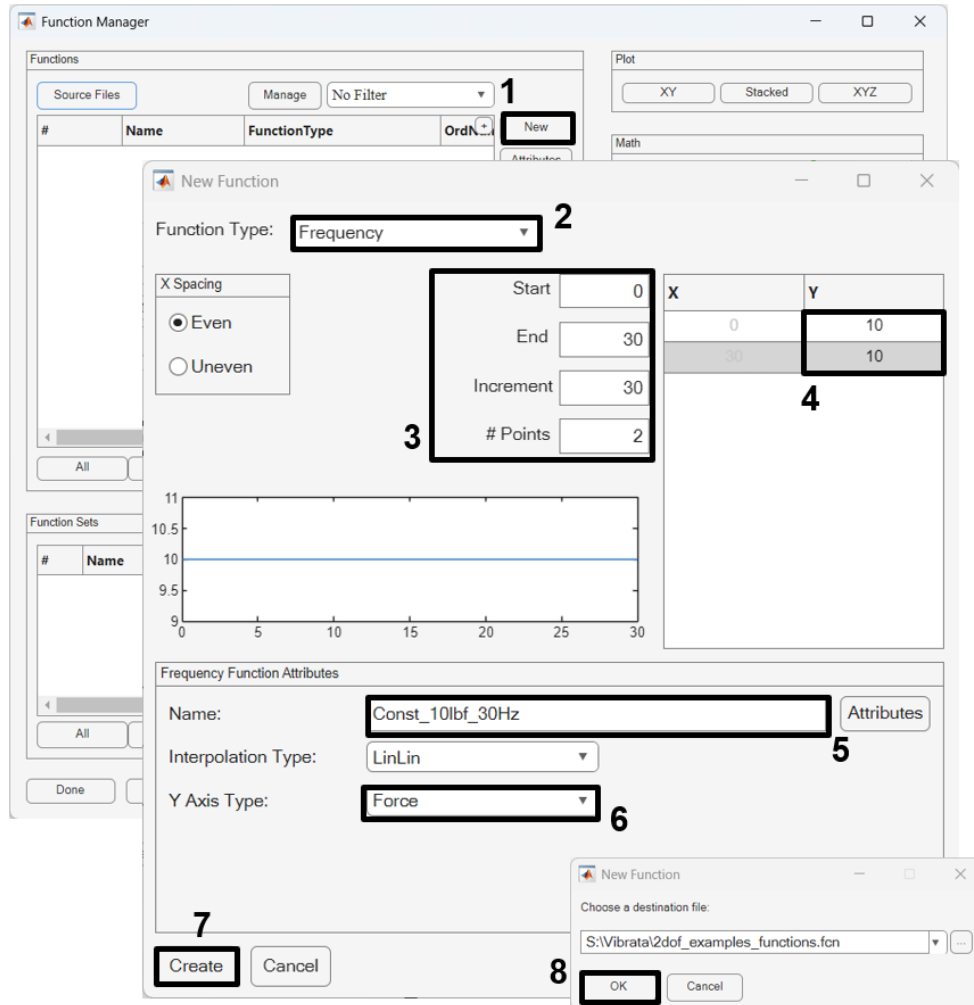 Function Manager
Functions
Source Files
Manage
No Filter
1
# Name FunctionType
New
Plot
XY Stacked XYZ
Math
All
Function Sets
# Name
All
Done
New Function
Function Type: Frequency 2
X Spacing
Even
Uneven
Start 0
End 30
Increment 30
# Points 2
3
X Y
0 10
30 10
4
11
10.5
10
9.5
9
0 5 10 15 20 25 30
Frequency Function Attributes
Name: Const_10lbf_30Hz Attributes
5
Interpolation Type: LinLin
Y Axis Type: Force
6
7
Create Cancel
New Function
Choose a destination file:
S:\Vibrata\2dof_examples_functions.fcn ...
8
OK Cancel